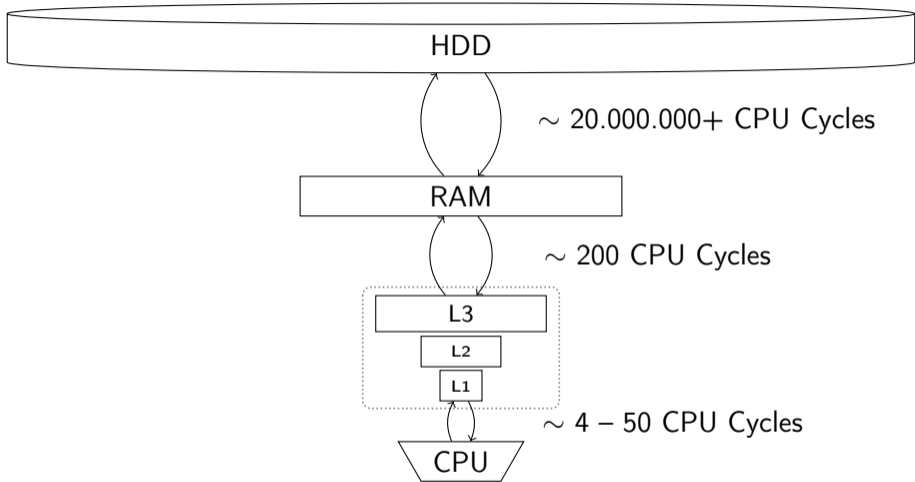 HDD
∼ 20.000.000+ CPU Cycles
RAM
∼ 200 CPU Cycles
L3
L2
L1
∼ 4 – 50 CPU Cycles
CPU